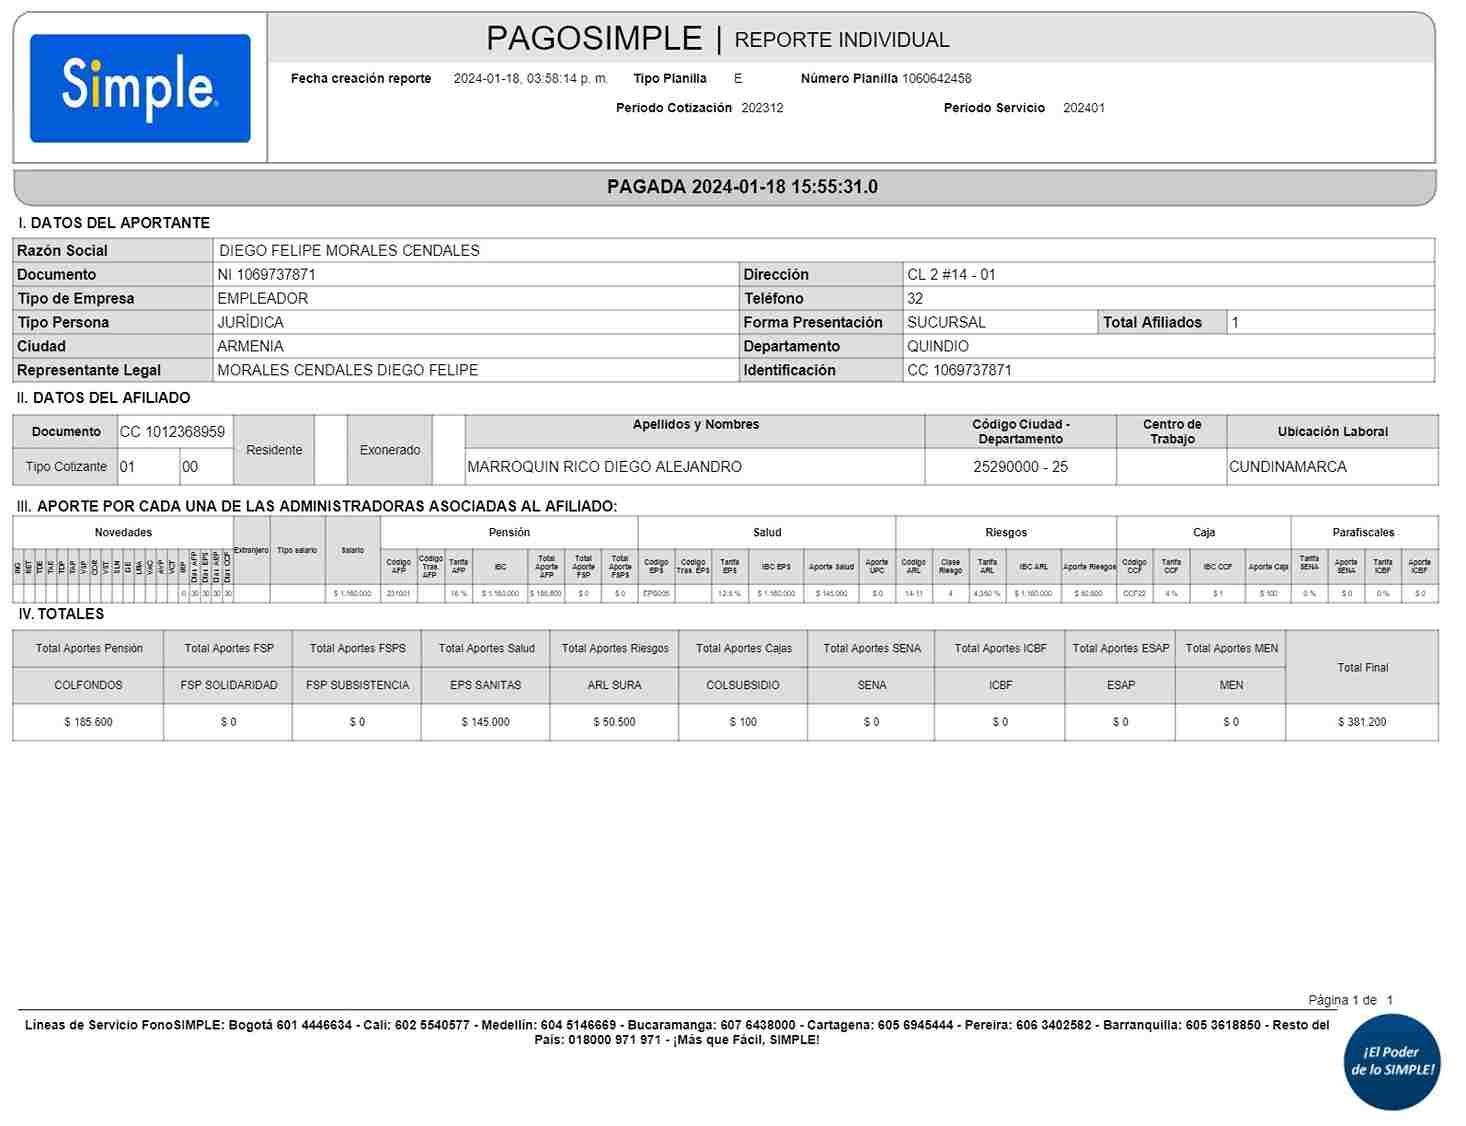 Simple
PAGOSIMPLE | REPORTE INDIVIDUAL
Fecha creación reporte 2024-01-18, 03:58:14 p. m. Tipo Planilla E Número Planilla 1060642458
Periodo Cotización 202312 Periodo Servicio 202401
PAGADA 2024-01-18 15:55:31.0
I. DATOS DEL APORTANTE
Razón Social DIEGO FELIPE MORALES CENDALES
Documento NI 1069737871 Dirección CL 2 #14 - 01
Tipo de Empresa EMPLEADOR Teléfono 32
Tipo Persona JURÍDICA Forma Presentación SUCURSAL Total Afiliados 1
Ciudad ARMENIA Departamento QUINDIO
Representante Legal MORALES CENDALES DIEGO FELIPE Identificación CC 1069737871
II. DATOS DEL AFILIADO
Documento CC 1012368959 Residente Exonerado Apellidos y Nombres Código Ciudad - Departamento Centro de Trabajo Ubicación Laboral
Tipo Cotizante 01 00 MARROQUIN RICO DIEGO ALEJANDRO 25290000 - 25 CUNDINAMARCA
III. APORTE POR CADA UNA DE LAS ADMINISTRADORAS ASOCIADAS AL AFILIADO:
Novedades Extranjero Tipo salario Salario Pensión Salud Riesgos Caja Parafiscales
ING RET TDE TAE TDP TAP VSP COR VST SLN IGE LMA VAC AVP VCT IRP Días AFP Días EPS Días ARP Días CCF Código AFP Código Tras. AFP Tarifa AFP IBC Total Aporte AFP Total Aporte FSP Total Aporte FSPS Código EPS Código Tras. EPS Tarifa EPS IBC EPS Aporte Salud Aporte UPC Código ARL Clase Riesgo Tarifa ARL IBC ARL Aporte Riesgos Código CCF Tarifa CCF IBC CCF Aporte Caja Tarifa SENA Aporte SENA Tarifa ICBF Aporte ICBF
0 30 30 30 30 $ 1.160.000 231001 16 % $ 1.160.000 $ 185.600 $ 0 $ 0 EPS005 12,5 % $ 1.160.000 $ 145.000 $ 0 14-11 4 4,350 % $ 1.160.000 $ 50.500 CCF22 4 % $ 1 $ 100 0 % $ 0 0 % $ 0
IV. TOTALES
Total Aportes Pensión Total Aportes FSP Total Aportes FSPS Total Aportes Salud Total Aportes Riesgos Total Aportes Cajas Total Aportes SENA Total Aportes ICBF Total Aportes ESAP Total Aportes MEN Total Final
COLFONDOS FSP SOLIDARIDAD FSP SUBSISTENCIA EPS SANITAS ARL SURA COLSUBSIDIO SENA ICBF ESAP MEN
$ 185.600 $ 0 $ 0 $ 145.000 $ 50.500 $ 100 $ 0 $ 0 $ 0 $ 0 $ 381.200
Página 1 de 1
Líneas de Servicio FonoSIMPLE: Bogotá 601 4446634 - Cali: 602 5540577 - Medellín: 604 5146669 - Bucaramanga: 607 6438000 - Cartagena: 605 6945444 - Pereira: 606 3402582 - Barranquilla: 605 3618850 - Resto del
País: 018000 971 971 - ¡Más que Fácil, SIMPLE!
¡El Poder
de lo SIMPLE!